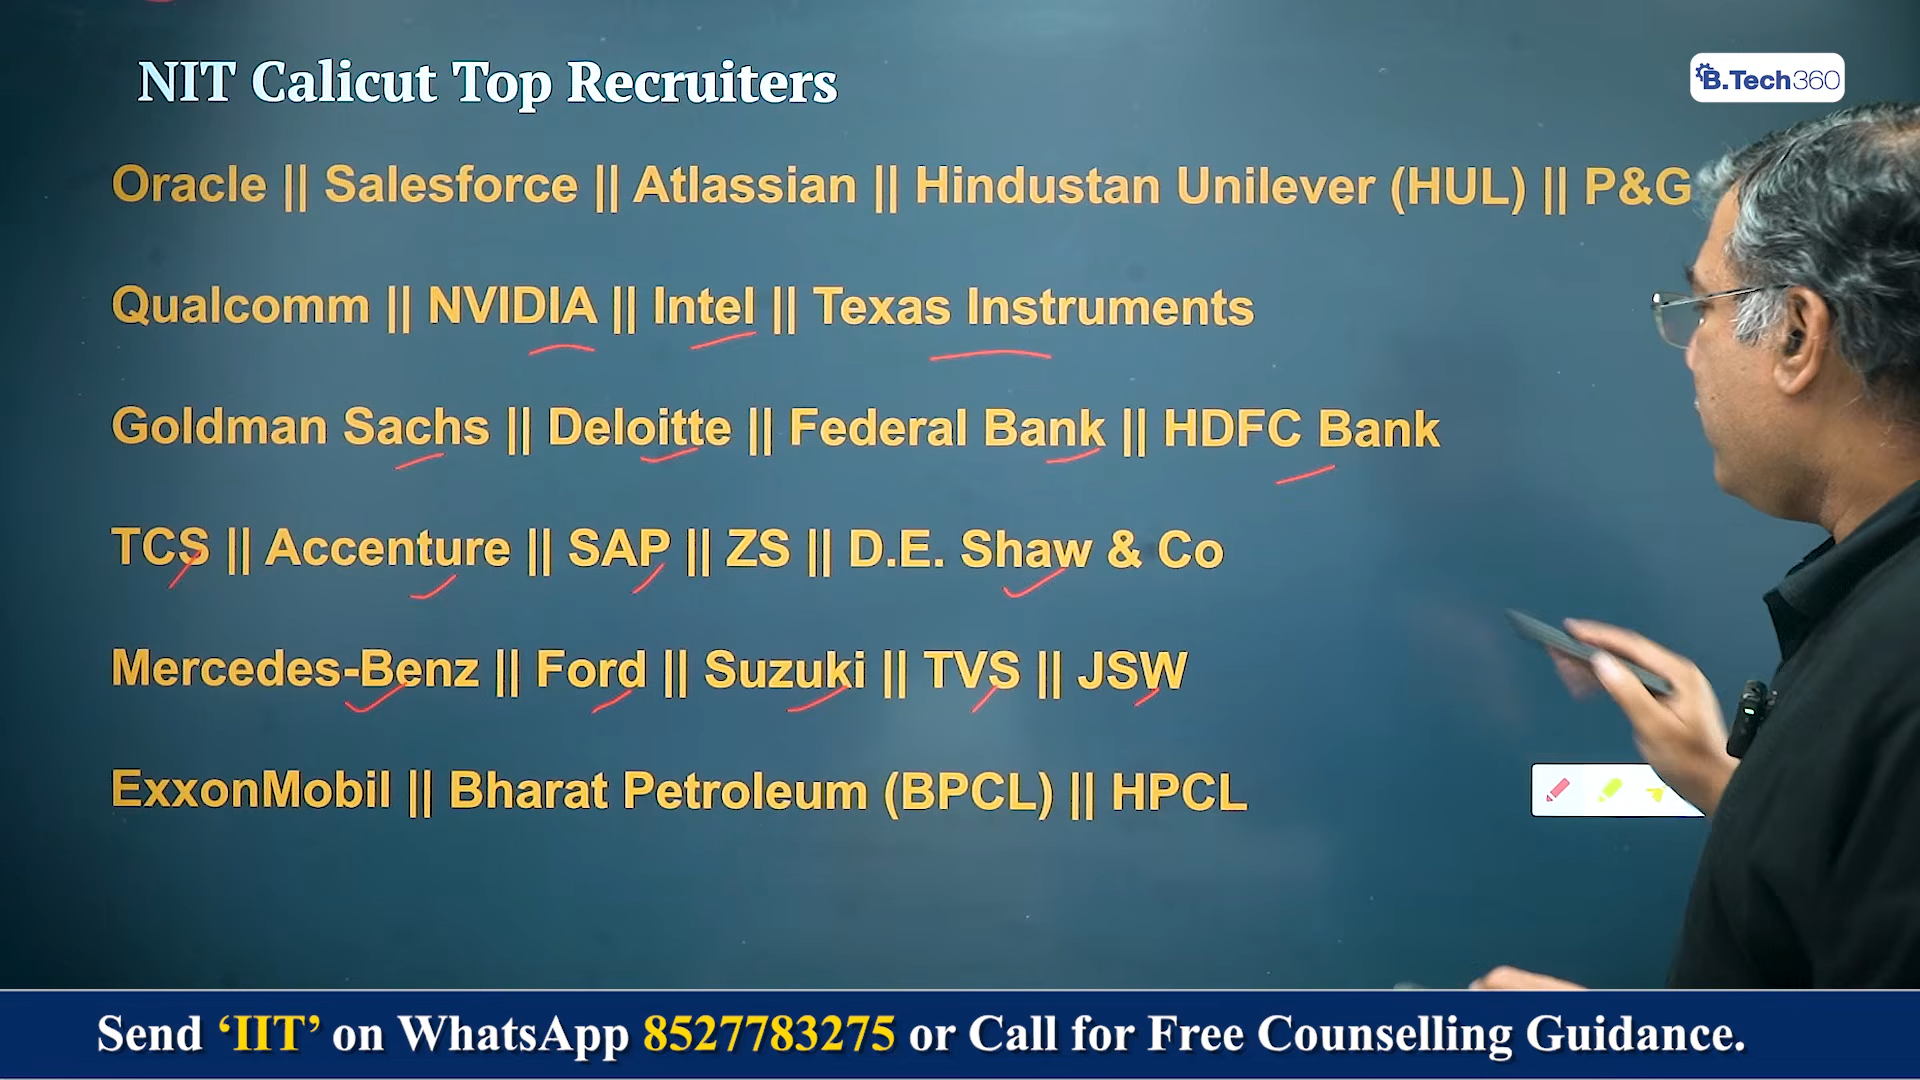 NIT Calicut Top Recruiters
B.Tech360
Oracle || Salesforce || Atlassian || Hindustan Unilever (HUL) || P&G
Qualcomm || NVIDIA || Intel || Texas Instruments
Goldman Sachs || Deloitte || Federal Bank || HDFC Bank
TCS || Accenture || SAP || ZS || D.E. Shaw & Co
Mercedes-Benz || Ford || Suzuki || TVS || JSW
ExxonMobil || Bharat Petroleum (BPCL) || HPCL
Send ‘IIT’ on WhatsApp 8527783275 or Call for Free Counselling Guidance.